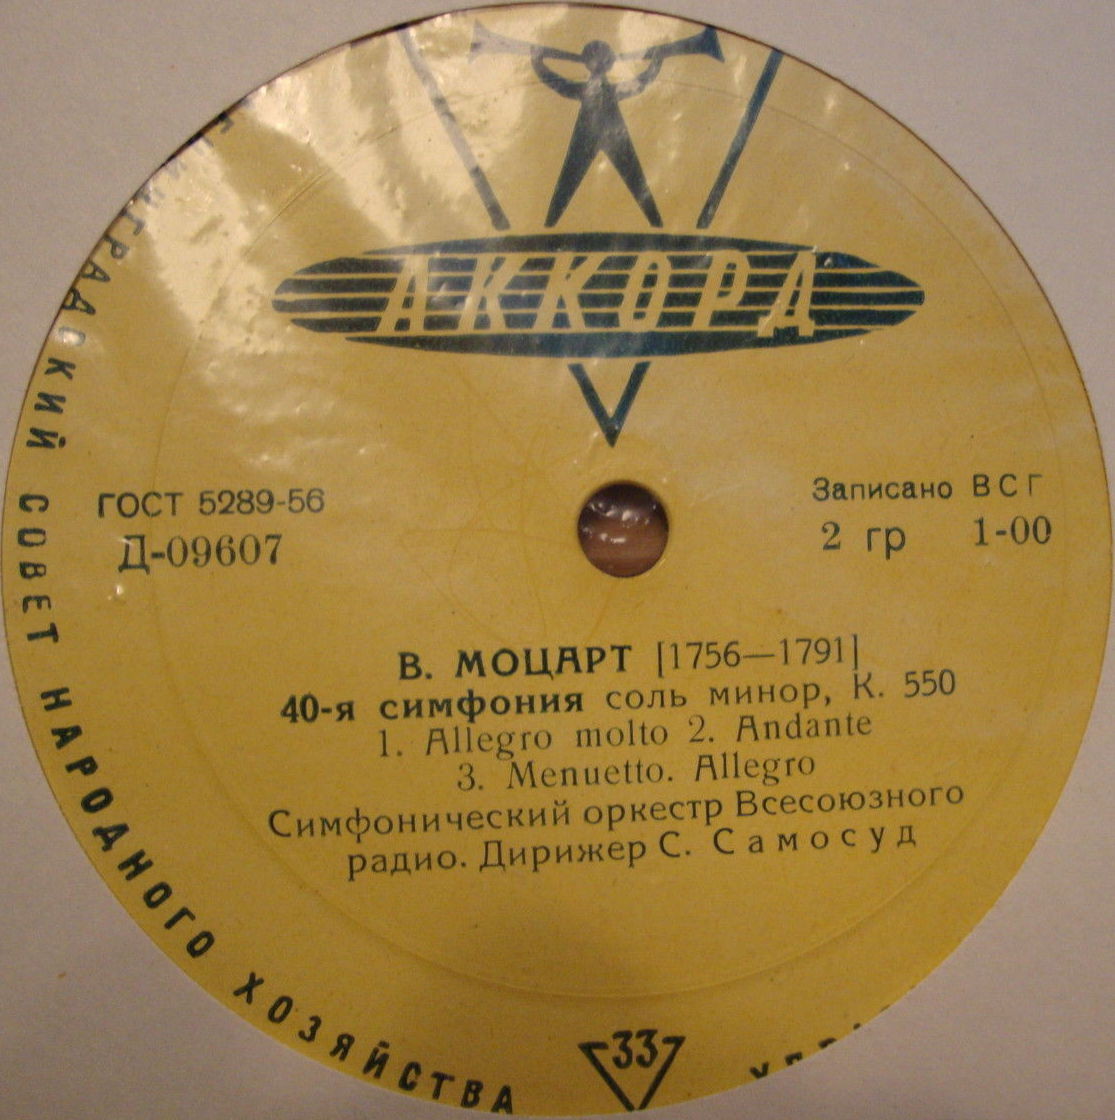 АККОРД
ГОСТ 5289-56
Д-09607
Записано ВСГ
2 гр 1-00
В. МОЦАРТ [1756—1791]
40-я симфония соль минор, К. 550
1. Allegro molto 2. Andante
3. Menuetto. Allegro
Симфонический оркестр Всесоюзного
радио. Дирижер С. Самосуд
СОВЕТ НАРОДНОГО ХОЗЯЙСТВА
33